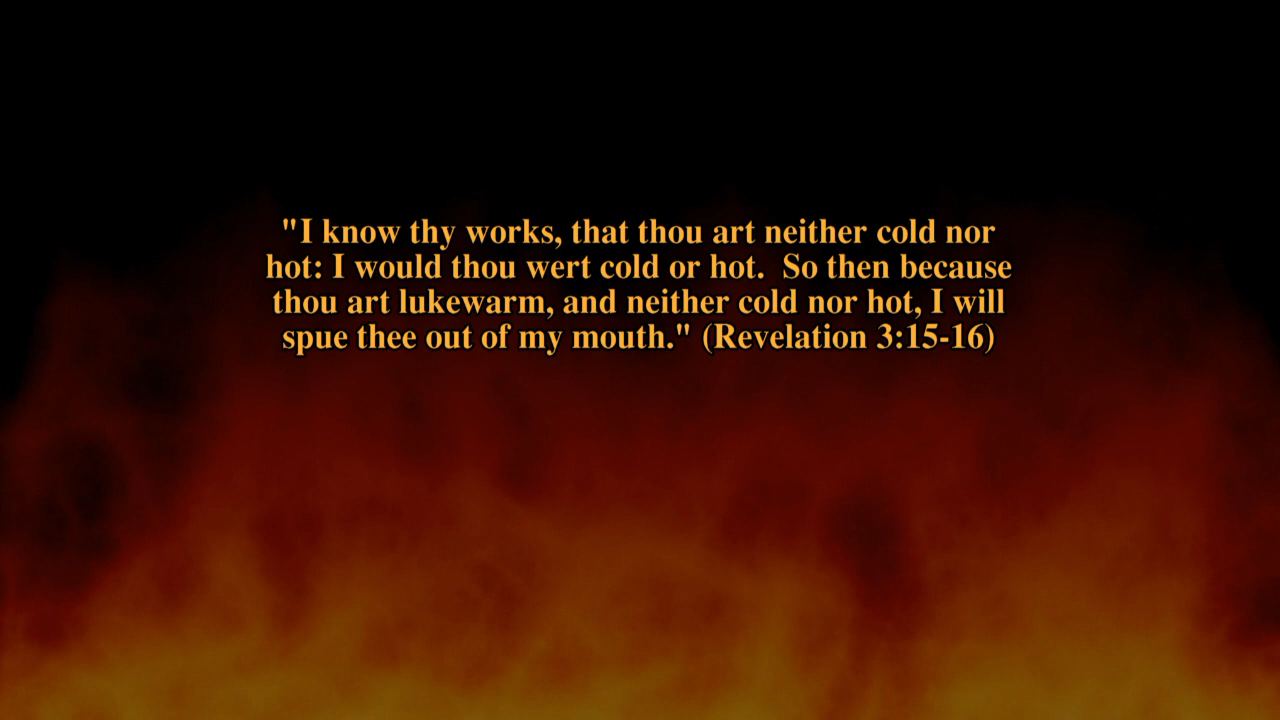 "I know thy works, that thou art neither cold nor
hot: I would thou wert cold or hot.  So then because
thou art lukewarm, and neither cold nor hot, I will
spue thee out of my mouth." (Revelation 3:15-16)